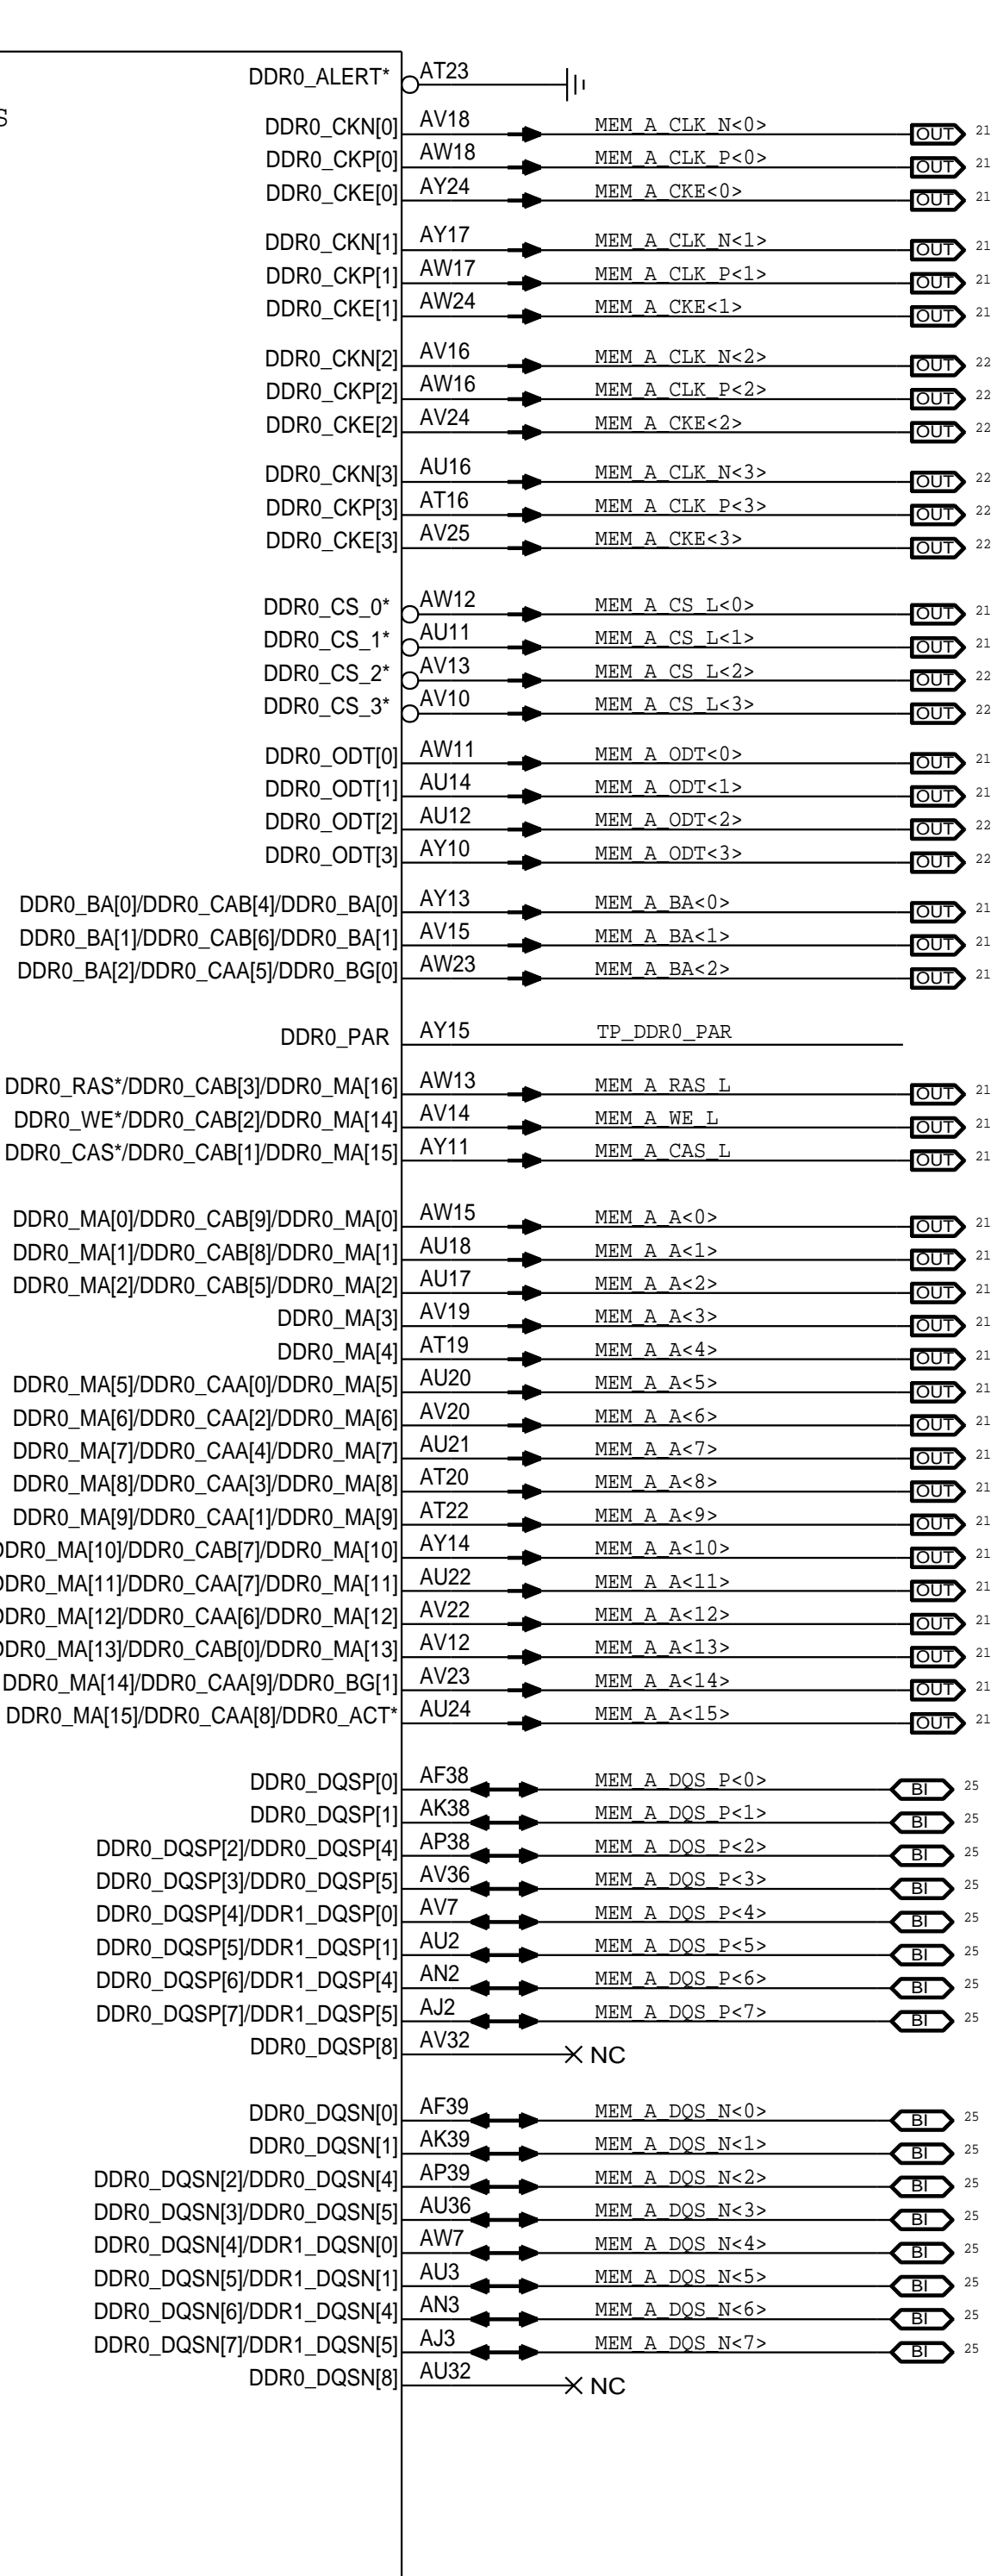 DDR0_ALERT* AT23
S
DDR0_CKN[0] AV18 MEM_A_CLK_N<0> OUT 21
DDR0_CKP[0] AW18 MEM_A_CLK_P<0> OUT 21
DDR0_CKE[0] AY24 MEM_A_CKE<0> OUT 21
DDR0_CKN[1] AY17 MEM_A_CLK_N<1> OUT 21
DDR0_CKP[1] AW17 MEM_A_CLK_P<1> OUT 21
DDR0_CKE[1] AW24 MEM_A_CKE<1> OUT 21
DDR0_CKN[2] AV16 MEM_A_CLK_N<2> OUT 22
DDR0_CKP[2] AW16 MEM_A_CLK_P<2> OUT 22
DDR0_CKE[2] AV24 MEM_A_CKE<2> OUT 22
DDR0_CKN[3] AU16 MEM_A_CLK_N<3> OUT 22
DDR0_CKP[3] AT16 MEM_A_CLK_P<3> OUT 22
DDR0_CKE[3] AV25 MEM_A_CKE<3> OUT 22
DDR0_CS_0* AW12 MEM_A_CS_L<0> OUT 21
DDR0_CS_1* AU11 MEM_A_CS_L<1> OUT 21
DDR0_CS_2* AV13 MEM_A_CS_L<2> OUT 22
DDR0_CS_3* AV10 MEM_A_CS_L<3> OUT 22
DDR0_ODT[0] AW11 MEM_A_ODT<0> OUT 21
DDR0_ODT[1] AU14 MEM_A_ODT<1> OUT 21
DDR0_ODT[2] AU12 MEM_A_ODT<2> OUT 22
DDR0_ODT[3] AY10 MEM_A_ODT<3> OUT 22
DDR0_BA[0]/DDR0_CAB[4]/DDR0_BA[0] AY13 MEM_A_BA<0> OUT 21
DDR0_BA[1]/DDR0_CAB[6]/DDR0_BA[1] AV15 MEM_A_BA<1> OUT 21
DDR0_BA[2]/DDR0_CAA[5]/DDR0_BG[0] AW23 MEM_A_BA<2> OUT 21
DDR0_PAR AY15 TP_DDR0_PAR
DDR0_RAS*/DDR0_CAB[3]/DDR0_MA[16] AW13 MEM_A_RAS_L OUT 21
DDR0_WE*/DDR0_CAB[2]/DDR0_MA[14] AV14 MEM_A_WE_L OUT 21
DDR0_CAS*/DDR0_CAB[1]/DDR0_MA[15] AY11 MEM_A_CAS_L OUT 21
DDR0_MA[0]/DDR0_CAB[9]/DDR0_MA[0] AW15 MEM_A_A<0> OUT 21
DDR0_MA[1]/DDR0_CAB[8]/DDR0_MA[1] AU18 MEM_A_A<1> OUT 21
DDR0_MA[2]/DDR0_CAB[5]/DDR0_MA[2] AU17 MEM_A_A<2> OUT 21
DDR0_MA[3] AV19 MEM_A_A<3> OUT 21
DDR0_MA[4] AT19 MEM_A_A<4> OUT 21
DDR0_MA[5]/DDR0_CAA[0]/DDR0_MA[5] AU20 MEM_A_A<5> OUT 21
DDR0_MA[6]/DDR0_CAA[2]/DDR0_MA[6] AV20 MEM_A_A<6> OUT 21
DDR0_MA[7]/DDR0_CAA[4]/DDR0_MA[7] AU21 MEM_A_A<7> OUT 21
DDR0_MA[8]/DDR0_CAA[3]/DDR0_MA[8] AT20 MEM_A_A<8> OUT 21
DDR0_MA[9]/DDR0_CAA[1]/DDR0_MA[9] AT22 MEM_A_A<9> OUT 21
DDR0_MA[10]/DDR0_CAB[7]/DDR0_MA[10] AY14 MEM_A_A<10> OUT 21
DDR0_MA[11]/DDR0_CAA[7]/DDR0_MA[11] AU22 MEM_A_A<11> OUT 21
DDR0_MA[12]/DDR0_CAA[6]/DDR0_MA[12] AV22 MEM_A_A<12> OUT 21
DDR0_MA[13]/DDR0_CAB[0]/DDR0_MA[13] AV12 MEM_A_A<13> OUT 21
DDR0_MA[14]/DDR0_CAA[9]/DDR0_BG[1] AV23 MEM_A_A<14> OUT 21
DDR0_MA[15]/DDR0_CAA[8]/DDR0_ACT* AU24 MEM_A_A<15> OUT 21
DDR0_DQSP[0] AF38 MEM_A_DQS_P<0> BI 25
DDR0_DQSP[1] AK38 MEM_A_DQS_P<1> BI 25
DDR0_DQSP[2]/DDR0_DQSP[4] AP38 MEM_A_DQS_P<2> BI 25
DDR0_DQSP[3]/DDR0_DQSP[5] AV36 MEM_A_DQS_P<3> BI 25
DDR0_DQSP[4]/DDR1_DQSP[0] AV7 MEM_A_DQS_P<4> BI 25
DDR0_DQSP[5]/DDR1_DQSP[1] AU2 MEM_A_DQS_P<5> BI 25
DDR0_DQSP[6]/DDR1_DQSP[4] AN2 MEM_A_DQS_P<6> BI 25
DDR0_DQSP[7]/DDR1_DQSP[5] AJ2 MEM_A_DQS_P<7> BI 25
DDR0_DQSP[8] AV32 NC
DDR0_DQSN[0] AF39 MEM_A_DQS_N<0> BI 25
DDR0_DQSN[1] AK39 MEM_A_DQS_N<1> BI 25
DDR0_DQSN[2]/DDR0_DQSN[4] AP39 MEM_A_DQS_N<2> BI 25
DDR0_DQSN[3]/DDR0_DQSN[5] AU36 MEM_A_DQS_N<3> BI 25
DDR0_DQSN[4]/DDR1_DQSN[0] AW7 MEM_A_DQS_N<4> BI 25
DDR0_DQSN[5]/DDR1_DQSN[1] AU3 MEM_A_DQS_N<5> BI 25
DDR0_DQSN[6]/DDR1_DQSN[4] AN3 MEM_A_DQS_N<6> BI 25
DDR0_DQSN[7]/DDR1_DQSN[5] AJ3 MEM_A_DQS_N<7> BI 25
DDR0_DQSN[8] AU32 NC